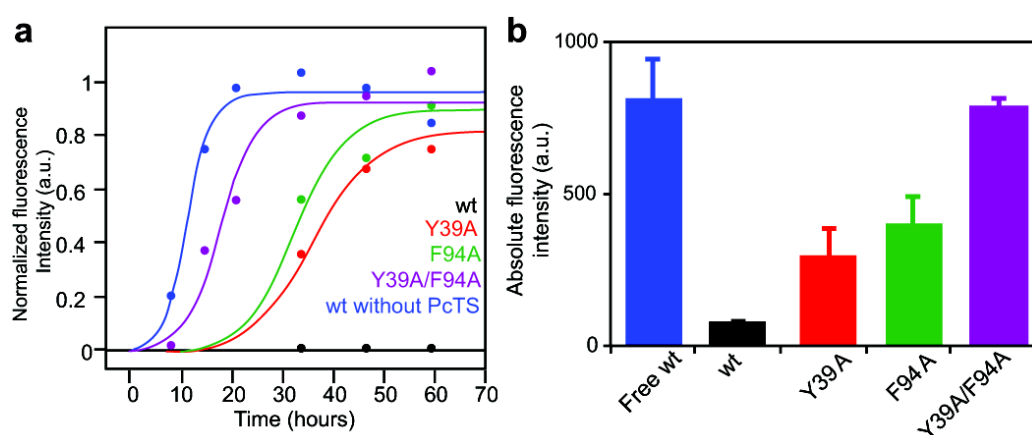 a
Normalized fluorescence
Intensity (a.u.)
1
0.8
0.6
0.4
0.2
0
wt
Y39A
F94A
Y39A/F94A
wt without PcTS
0 10 20 30 40 50 60 70
Time (hours)
b
Absolute fluorescence
intensity (a.u.)
1000
500
0
Free wt
wt
Y39A
F94A
Y39A/F94A